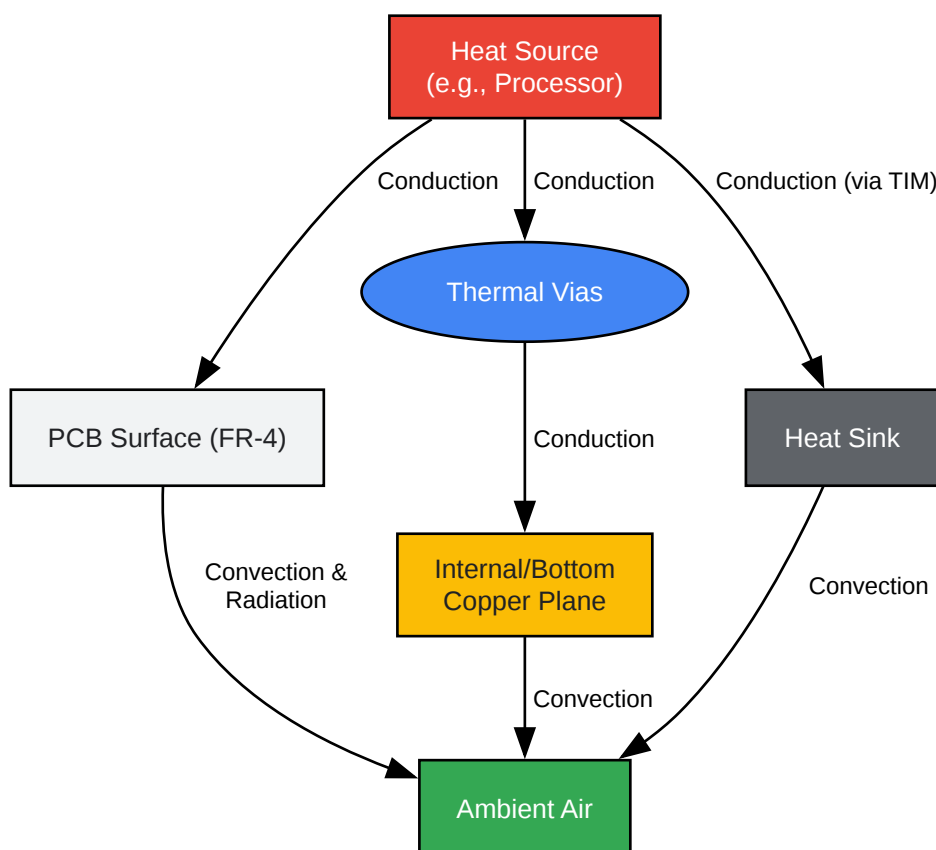 Heat Source
(e.g., Processor)
Conduction
Conduction
Conduction (via TIM)
Thermal Vias
PCB Surface (FR-4)
Conduction
Heat Sink
Convection &
Radiation
Internal/Bottom
Copper Plane
Convection
Convection
Ambient Air